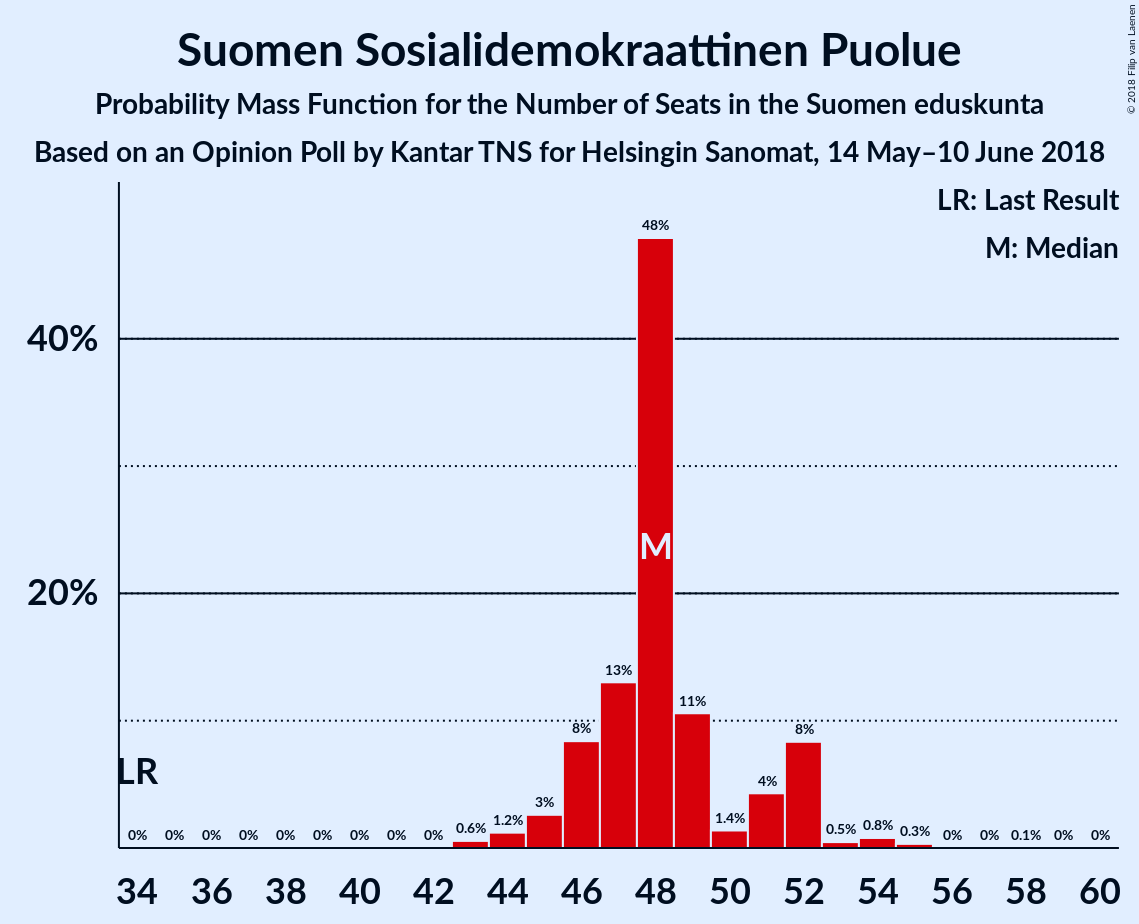 Suomen Sosialidemokraattinen Puolue
Probability Mass Function for the Number of Seats in the Suomen eduskunta
Based on an Opinion Poll by Kantar TNS for Helsingin Sanomat, 14 May–10 June 2018
© 2018 Filip van Laenen
LR: Last Result
M: Median
40%
20%
LR
M
0% 0% 0% 0% 0% 0% 0% 0% 0% 0.6% 1.2% 3% 8% 13% 48% 11% 1.4% 4% 8% 0.5% 0.8% 0.3% 0% 0% 0.1% 0% 0%
34 36 38 40 42 44 46 48 50 52 54 56 58 60